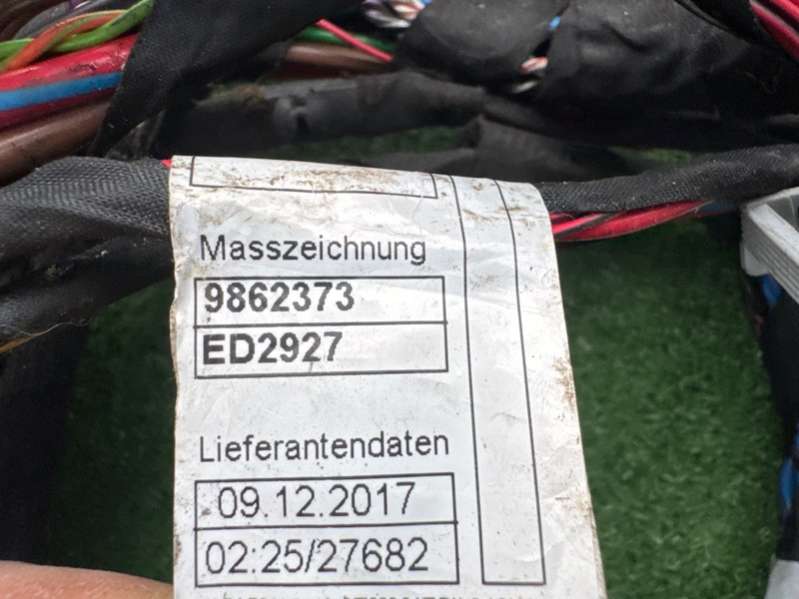 Masszeichnung
9862373
ED2927
Lieferantendaten
09.12.2017
02:25/27682